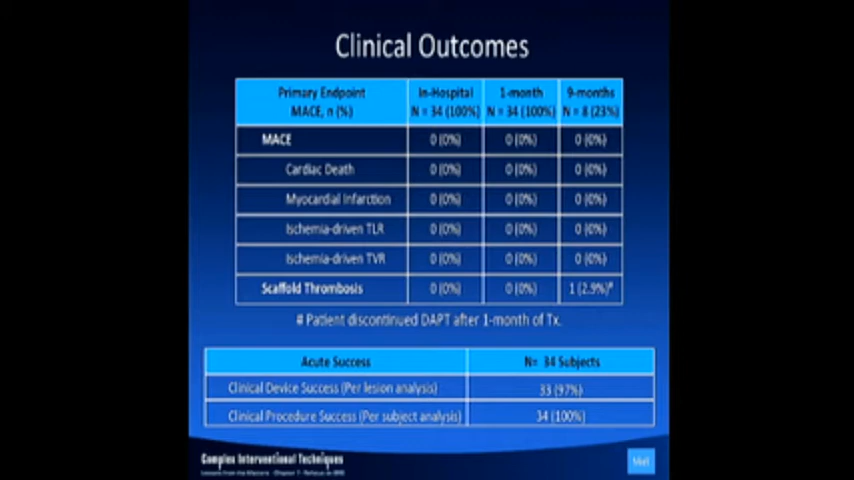 Clinical Outcomes
Primary Endpoint MACE, n (%) In-Hospital N = 34 (100%) 1-month N = 34 (100%) 9-months N = 8 (23%)
MACE 0 (0%) 0 (0%) 0 (0%)
Cardiac Death 0 (0%) 0 (0%) 0 (0%)
Myocardial Infarction 0 (0%) 0 (0%) 0 (0%)
Ischemia-driven TLR 0 (0%) 0 (0%) 0 (0%)
Ischemia-driven TVR 0 (0%) 0 (0%) 0 (0%)
Scaffold Thrombosis 0 (0%) 0 (0%) 1 (2.9%)#
# Patient discontinued DAPT after 1-month of Tx.
Acute Success N= 34 Subjects
Clinical Device Success (Per lesion analysis) 33 (97%)
Clinical Procedure Success (Per subject analysis) 34 (100%)
Complex Interventional Techniques
Lessons from the Masters - Chapter